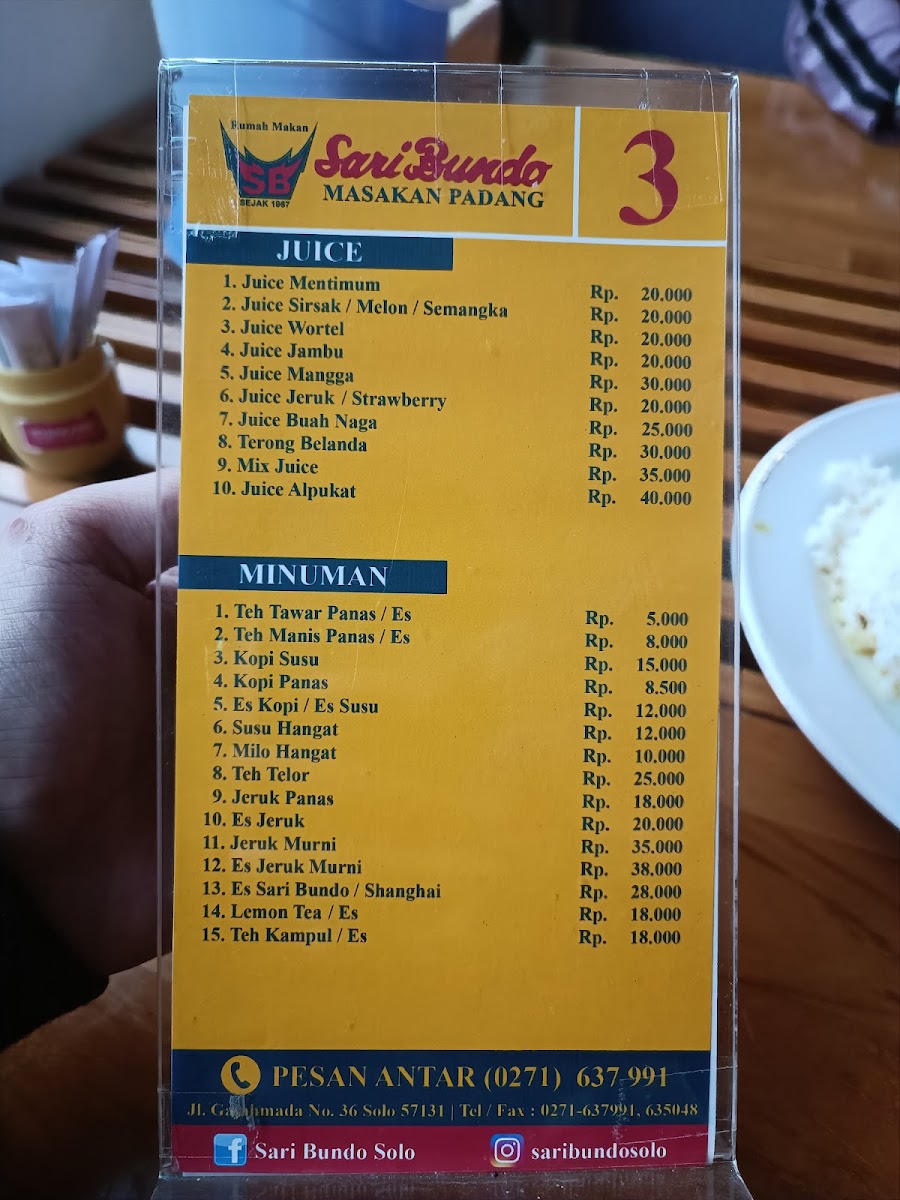 Rumah Makan
SB
SEJAK 1967
Sari Bundo
MASAKAN PADANG
3
JUICE
1. Juice Mentimum Rp. 20.000
2. Juice Sirsak / Melon / Semangka Rp. 20.000
3. Juice Wortel Rp. 20.000
4. Juice Jambu Rp. 20.000
5. Juice Mangga Rp. 30.000
6. Juice Jeruk / Strawberry Rp. 20.000
7. Juice Buah Naga Rp. 25.000
8. Terong Belanda Rp. 30.000
9. Mix Juice Rp. 35.000
10. Juice Alpukat Rp. 40.000
MINUMAN
1. Teh Tawar Panas / Es Rp. 5.000
2. Teh Manis Panas / Es Rp. 8.000
3. Kopi Susu Rp. 15.000
4. Kopi Panas Rp. 8.500
5. Es Kopi / Es Susu Rp. 12.000
6. Susu Hangat Rp. 12.000
7. Milo Hangat Rp. 10.000
8. Teh Telor Rp. 25.000
9. Jeruk Panas Rp. 18.000
10. Es Jeruk Rp. 20.000
11. Jeruk Murni Rp. 35.000
12. Es Jeruk Murni Rp. 38.000
13. Es Sari Bundo / Shanghai Rp. 28.000
14. Lemon Tea / Es Rp. 18.000
15. Teh Kampul / Es Rp. 18.000
PESAN ANTAR (0271) 637 991
Jl. Gajahmada No. 36 Solo 57131 | Tel / Fax : 0271-637991, 635048
Sari Bundo Solo
saribundosolo